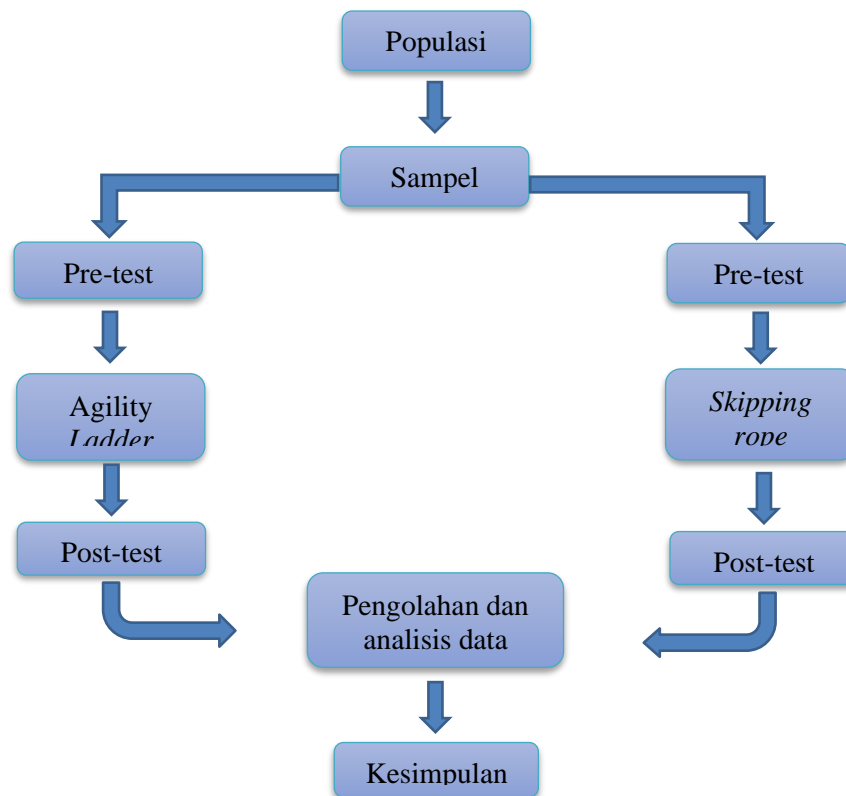 Populasi
Sampel
Pre-test
Pre-test
Agility
Ladder
Skipping
rope
Post-test
Post-test
Pengolahan dan
analisis data
Kesimpulan